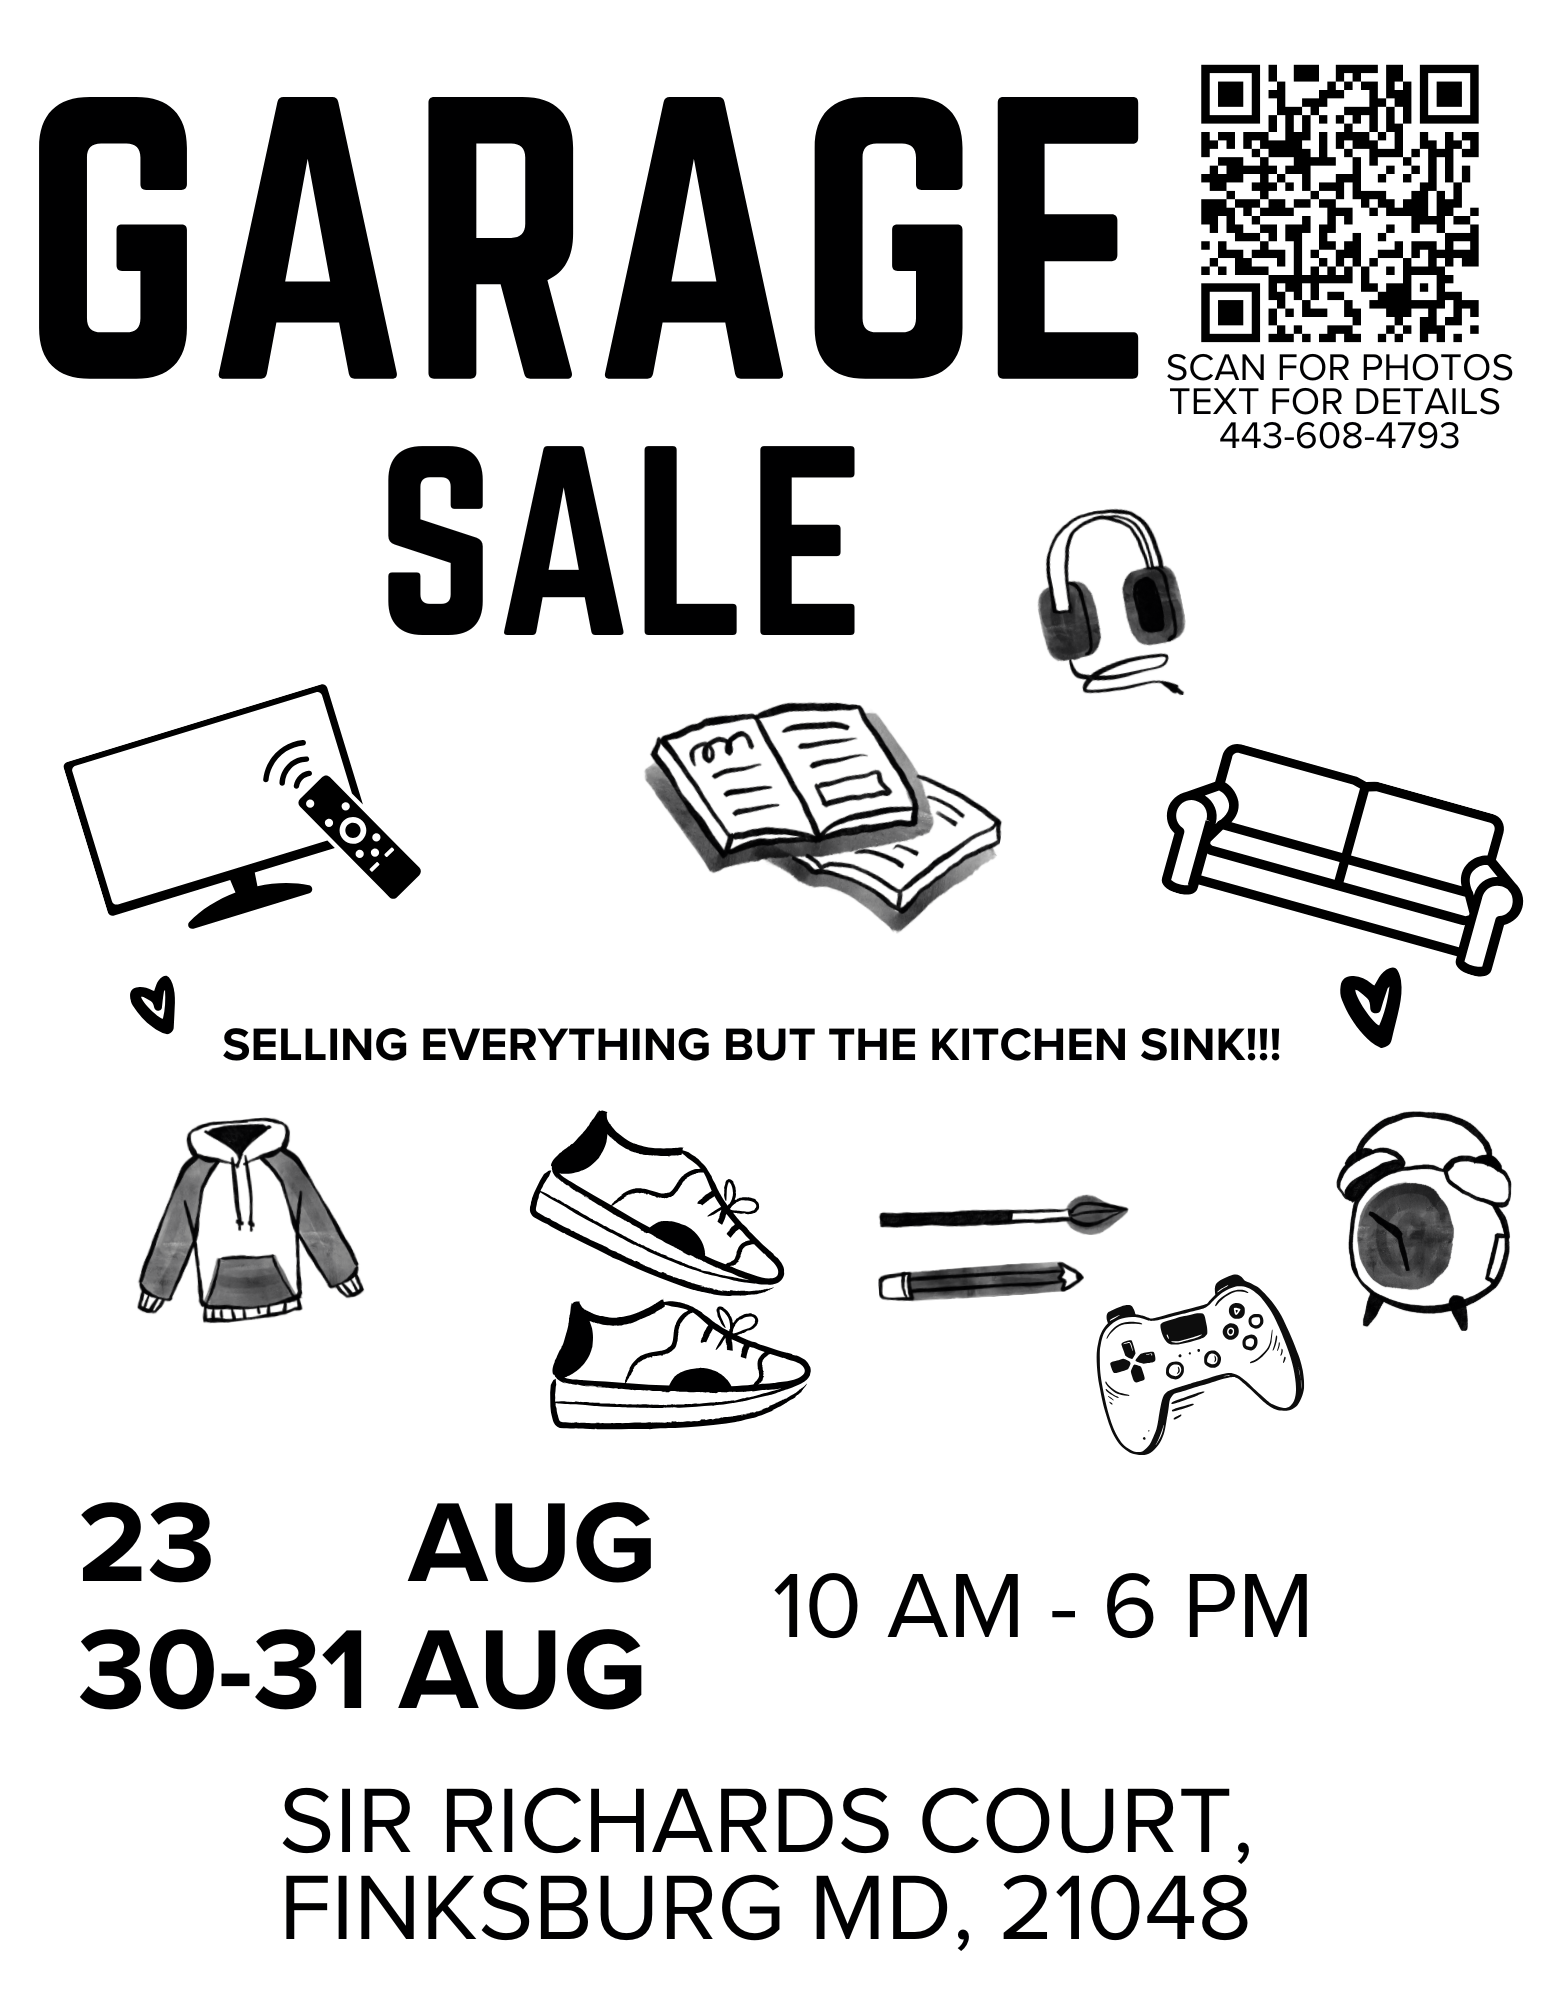 GARAGE
SCAN FOR PHOTOS
TEXT FOR DETAILS
443-608-4793
SALE
SELLING EVERYTHING BUT THE KITCHEN SINK!!!
23 AUG
30-31 AUG
10 AM - 6 PM
SIR RICHARDS COURT,
FINKSBURG MD, 21048